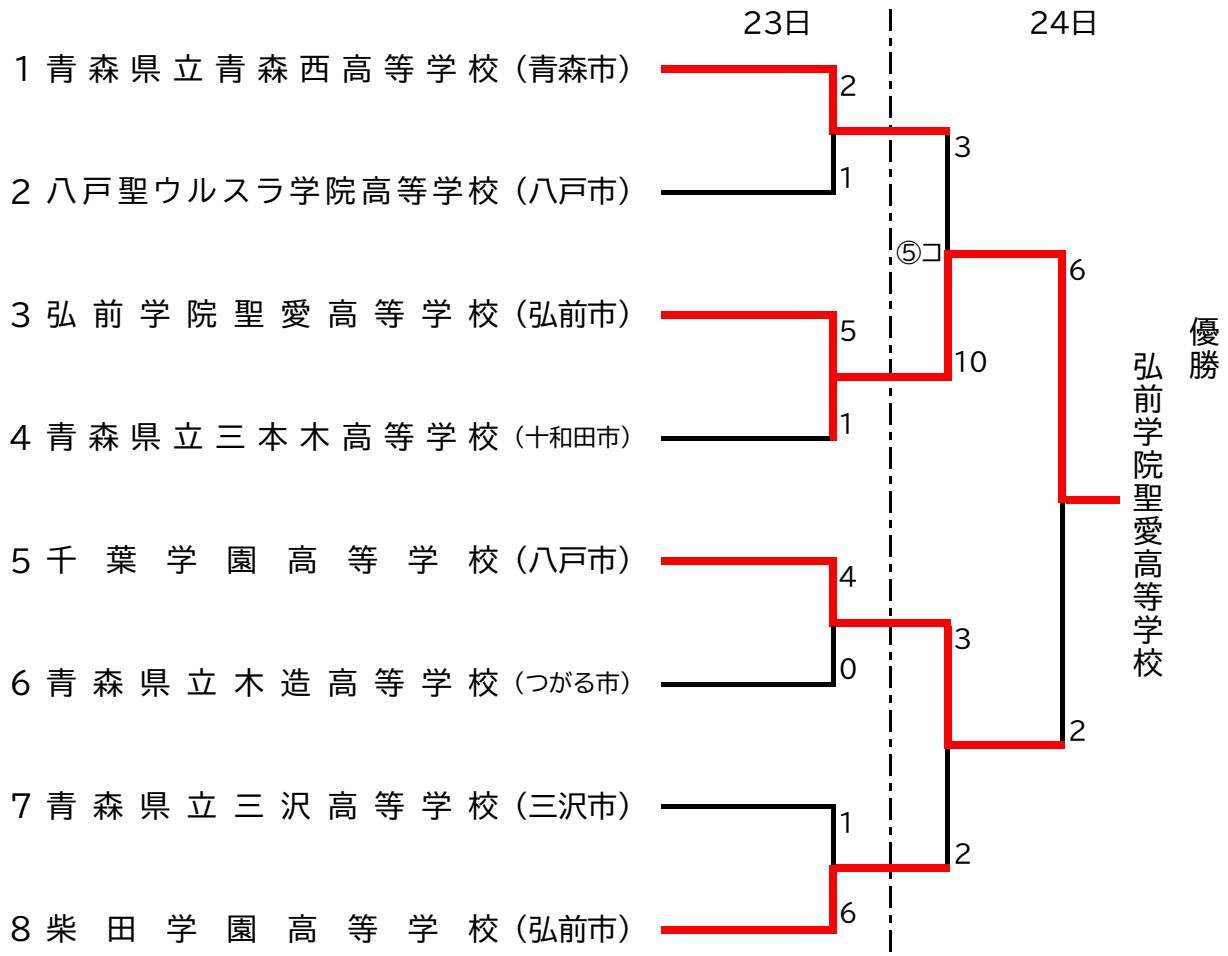 23日
24日
1 青森県立青森西高等学校（青森市）
2
3
2 八戸聖ウルスラ学院高等学校（八戸市）
1
⑤コ
6
3 弘前学院聖愛高等学校（弘前市）
5
10
4 青森県立三本木高等学校（十和田市）
1
優勝
弘前学院聖愛高等学校
5 千葉学園高等学校（八戸市）
4
3
6 青森県立木造高等学校（つがる市）
0
2
7 青森県立三沢高等学校（三沢市）
1
2
8 柴田学園高等学校（弘前市）
6